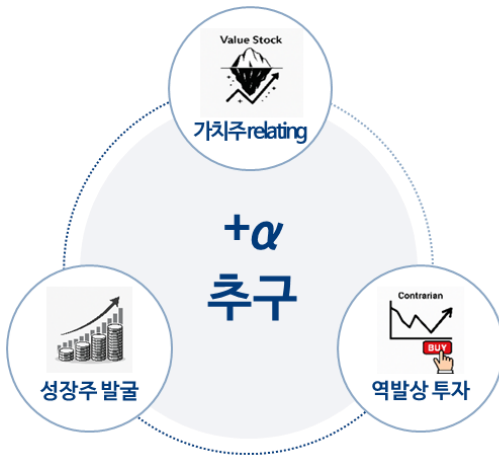 Value Stock
가치주relating
+α
추구
성장주 발굴
Contrarian
BUY
역발상 투자